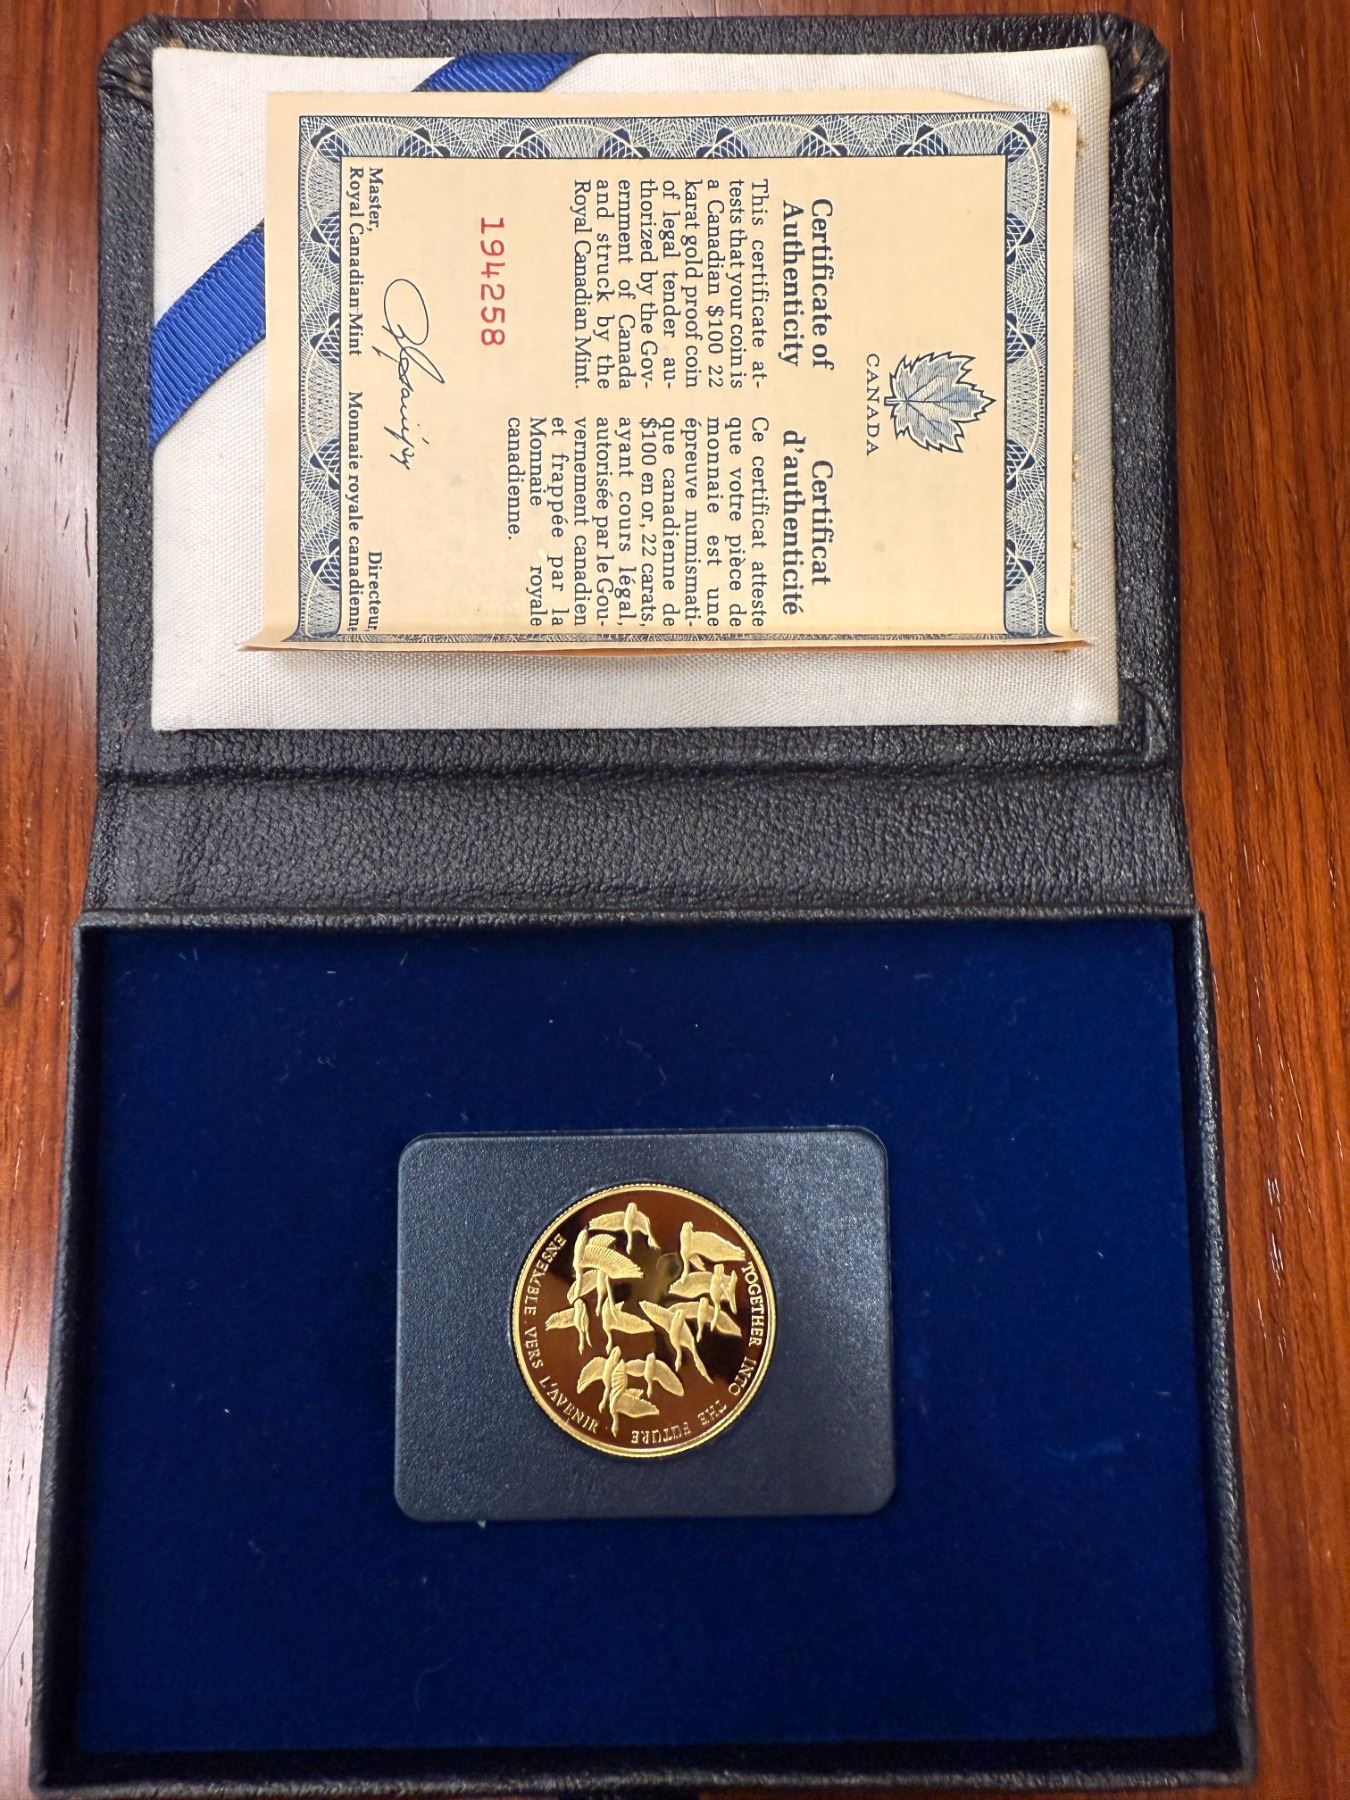 CANADA
Certificate of
Authenticity
This certificate at-
tests that your coin is
a Canadian $100 22
karat gold proof coin
of legal tender au-
thorized by the Gov-
ernment of Canada
and struck by the
Royal Canadian Mint.
Certificat
d'authenticité
Ce certificat atteste
que votre pièce de
monnaie est une
épreuve numismati-
que canadienne de
$100 en or, 22 carats,
ayant cours légal,
autorisée par le Gou-
vernement canadien
et frappée par la
Monnaie royale
canadienne.
194258
Master,
Royal Canadian Mint
Directeur,
Monnaie royale canadienne
TOGETHER INTO THE FUTURE
ENSEMBLE VERS L'AVENIR